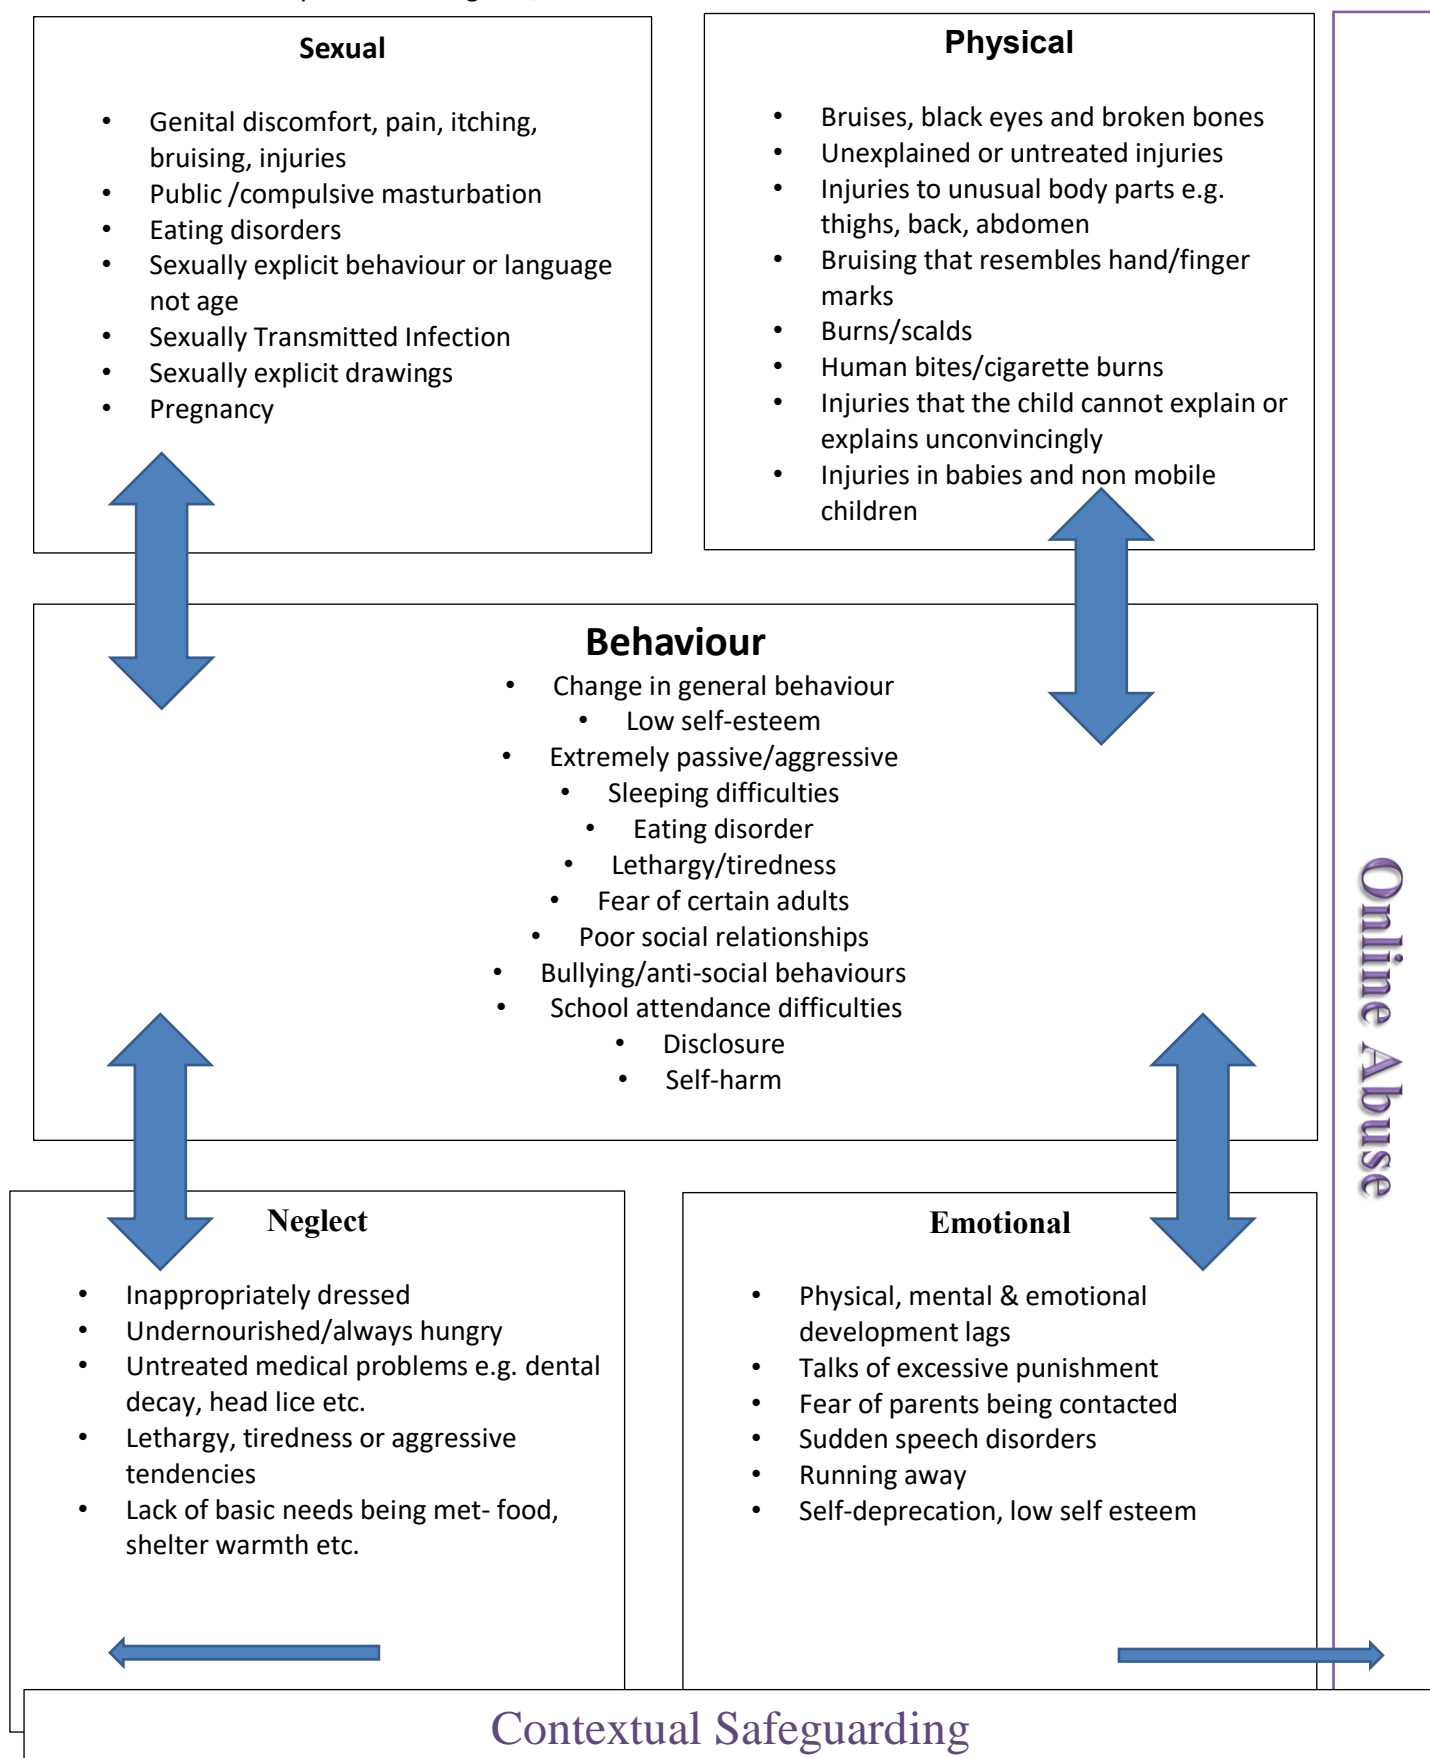 Sexual
• Genital discomfort, pain, itching,
bruising, injuries
• Public /compulsive masturbation
• Eating disorders
• Sexually explicit behaviour or language
not age
• Sexually Transmitted Infection
• Sexually explicit drawings
• Pregnancy
Physical
• Bruises, black eyes and broken bones
• Unexplained or untreated injuries
• Injuries to unusual body parts e.g.
thighs, back, abdomen
• Bruising that resembles hand/finger
marks
• Burns/scalds
• Human bites/cigarette burns
• Injuries that the child cannot explain or
explains unconvincingly
• Injuries in babies and non mobile
children
Behaviour
• Change in general behaviour
• Low self-esteem
• Extremely passive/aggressive
• Sleeping difficulties
• Eating disorder
• Lethargy/tiredness
• Fear of certain adults
• Poor social relationships
• Bullying/anti-social behaviours
• School attendance difficulties
• Disclosure
• Self-harm
Online Abuse
Neglect
• Inappropriately dressed
• Undernourished/always hungry
• Untreated medical problems e.g. dental
decay, head lice etc.
• Lethargy, tiredness or aggressive
tendencies
• Lack of basic needs being met- food,
shelter warmth etc.
Emotional
• Physical, mental & emotional
development lags
• Talks of excessive punishment
• Fear of parents being contacted
• Sudden speech disorders
• Running away
• Self-deprecation, low self esteem
Contextual Safeguarding